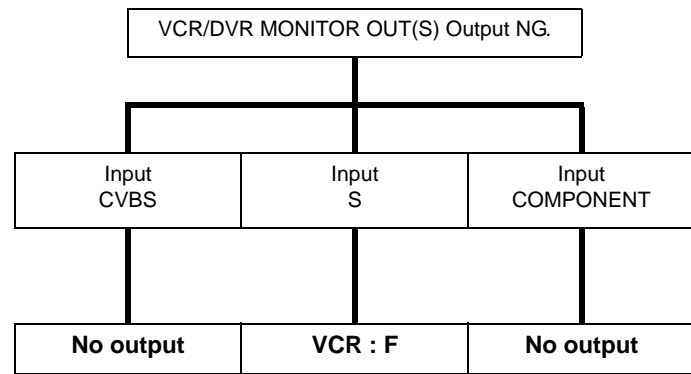 VCR/DVR MONITOR OUT(S) Output NG.
Input
CVBS
Input
S
Input
COMPONENT
No output
VCR : F
No output